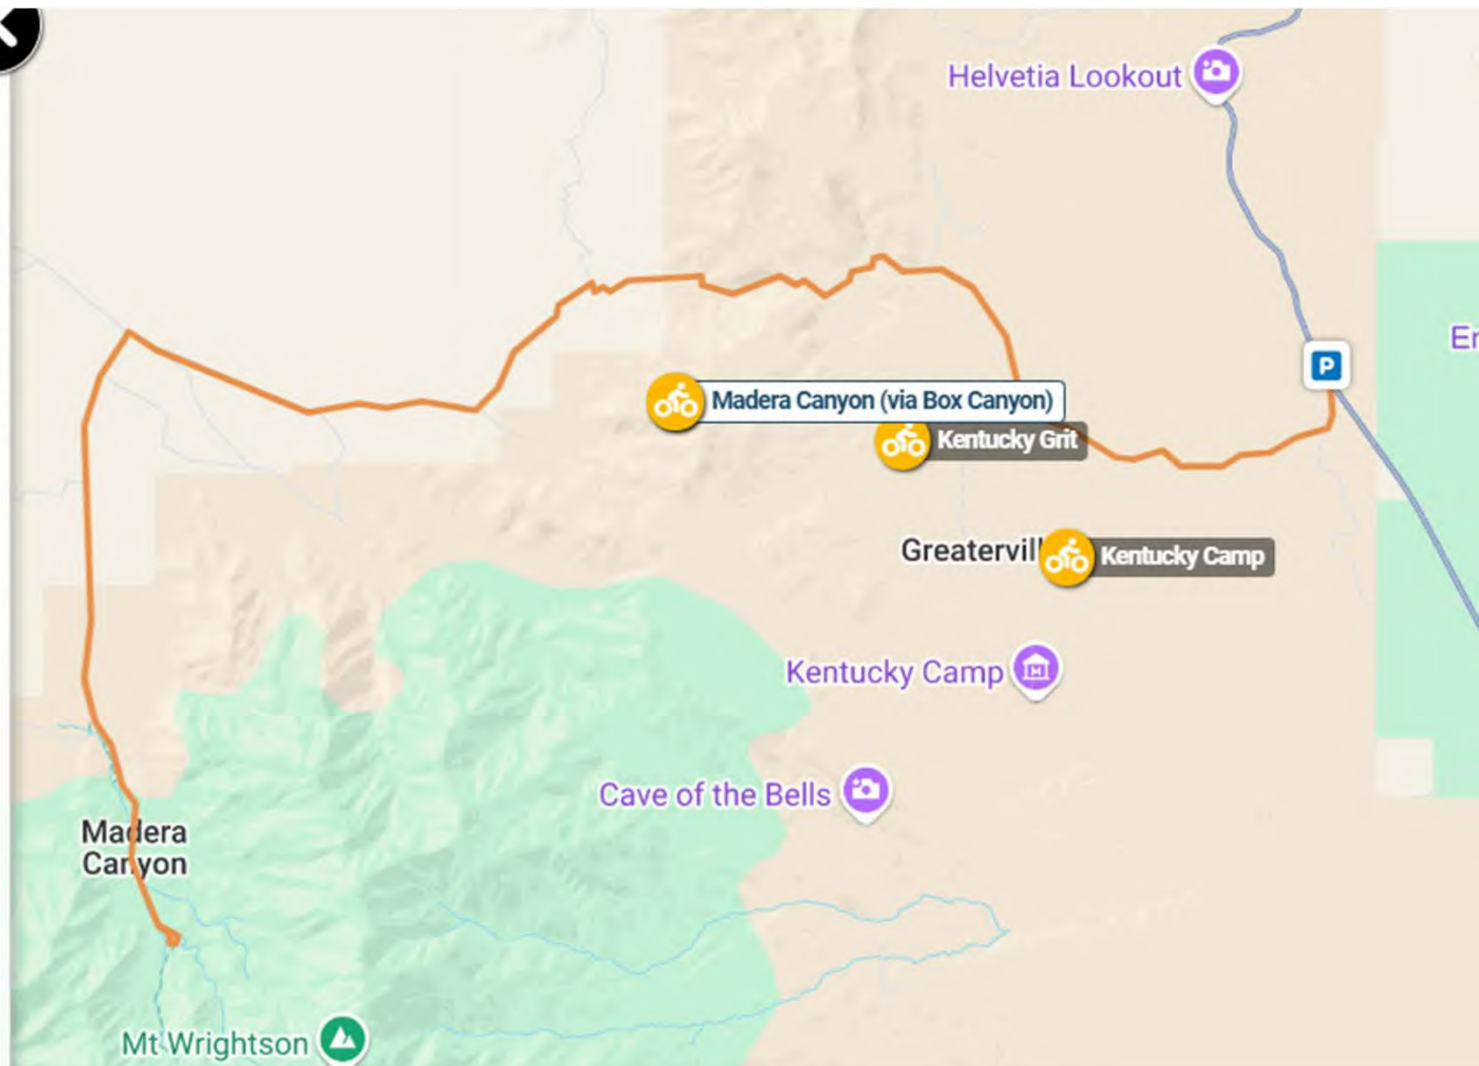 Helvetia Lookout
P
Er
Madera Canyon (via Box Canyon)
Kentucky Grit
Greatervil
Kentucky Camp
Kentucky Camp
Cave of the Bells
Madera
Canyon
Mt Wrightson